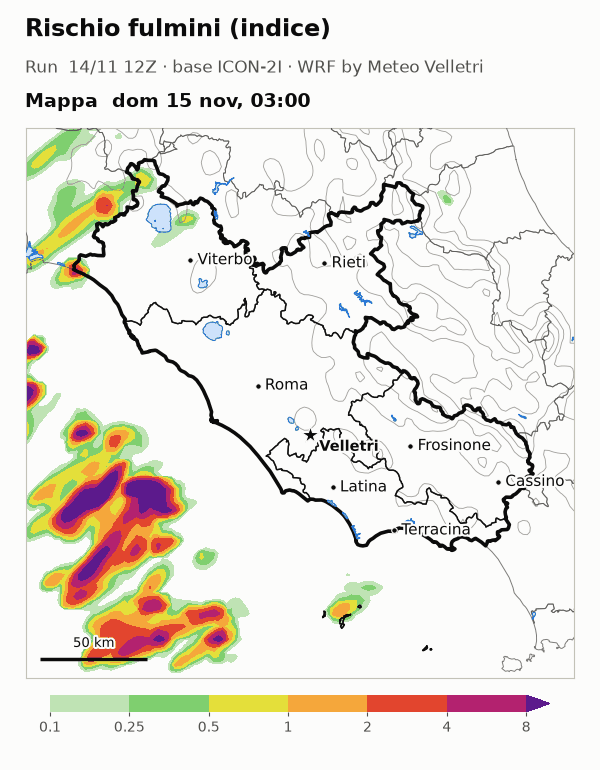 Rischio fulmini (indice)
Run  14/11 12Z · base ICON-2I · WRF by Meteo Velletri
Mappa  dom 15 nov, 03:00
Viterbo
Rieti
Roma
Velletri
Frosinone
Cassino
Latina
Terracina
50 km
0.1 0.25 0.5 1 2 4 8